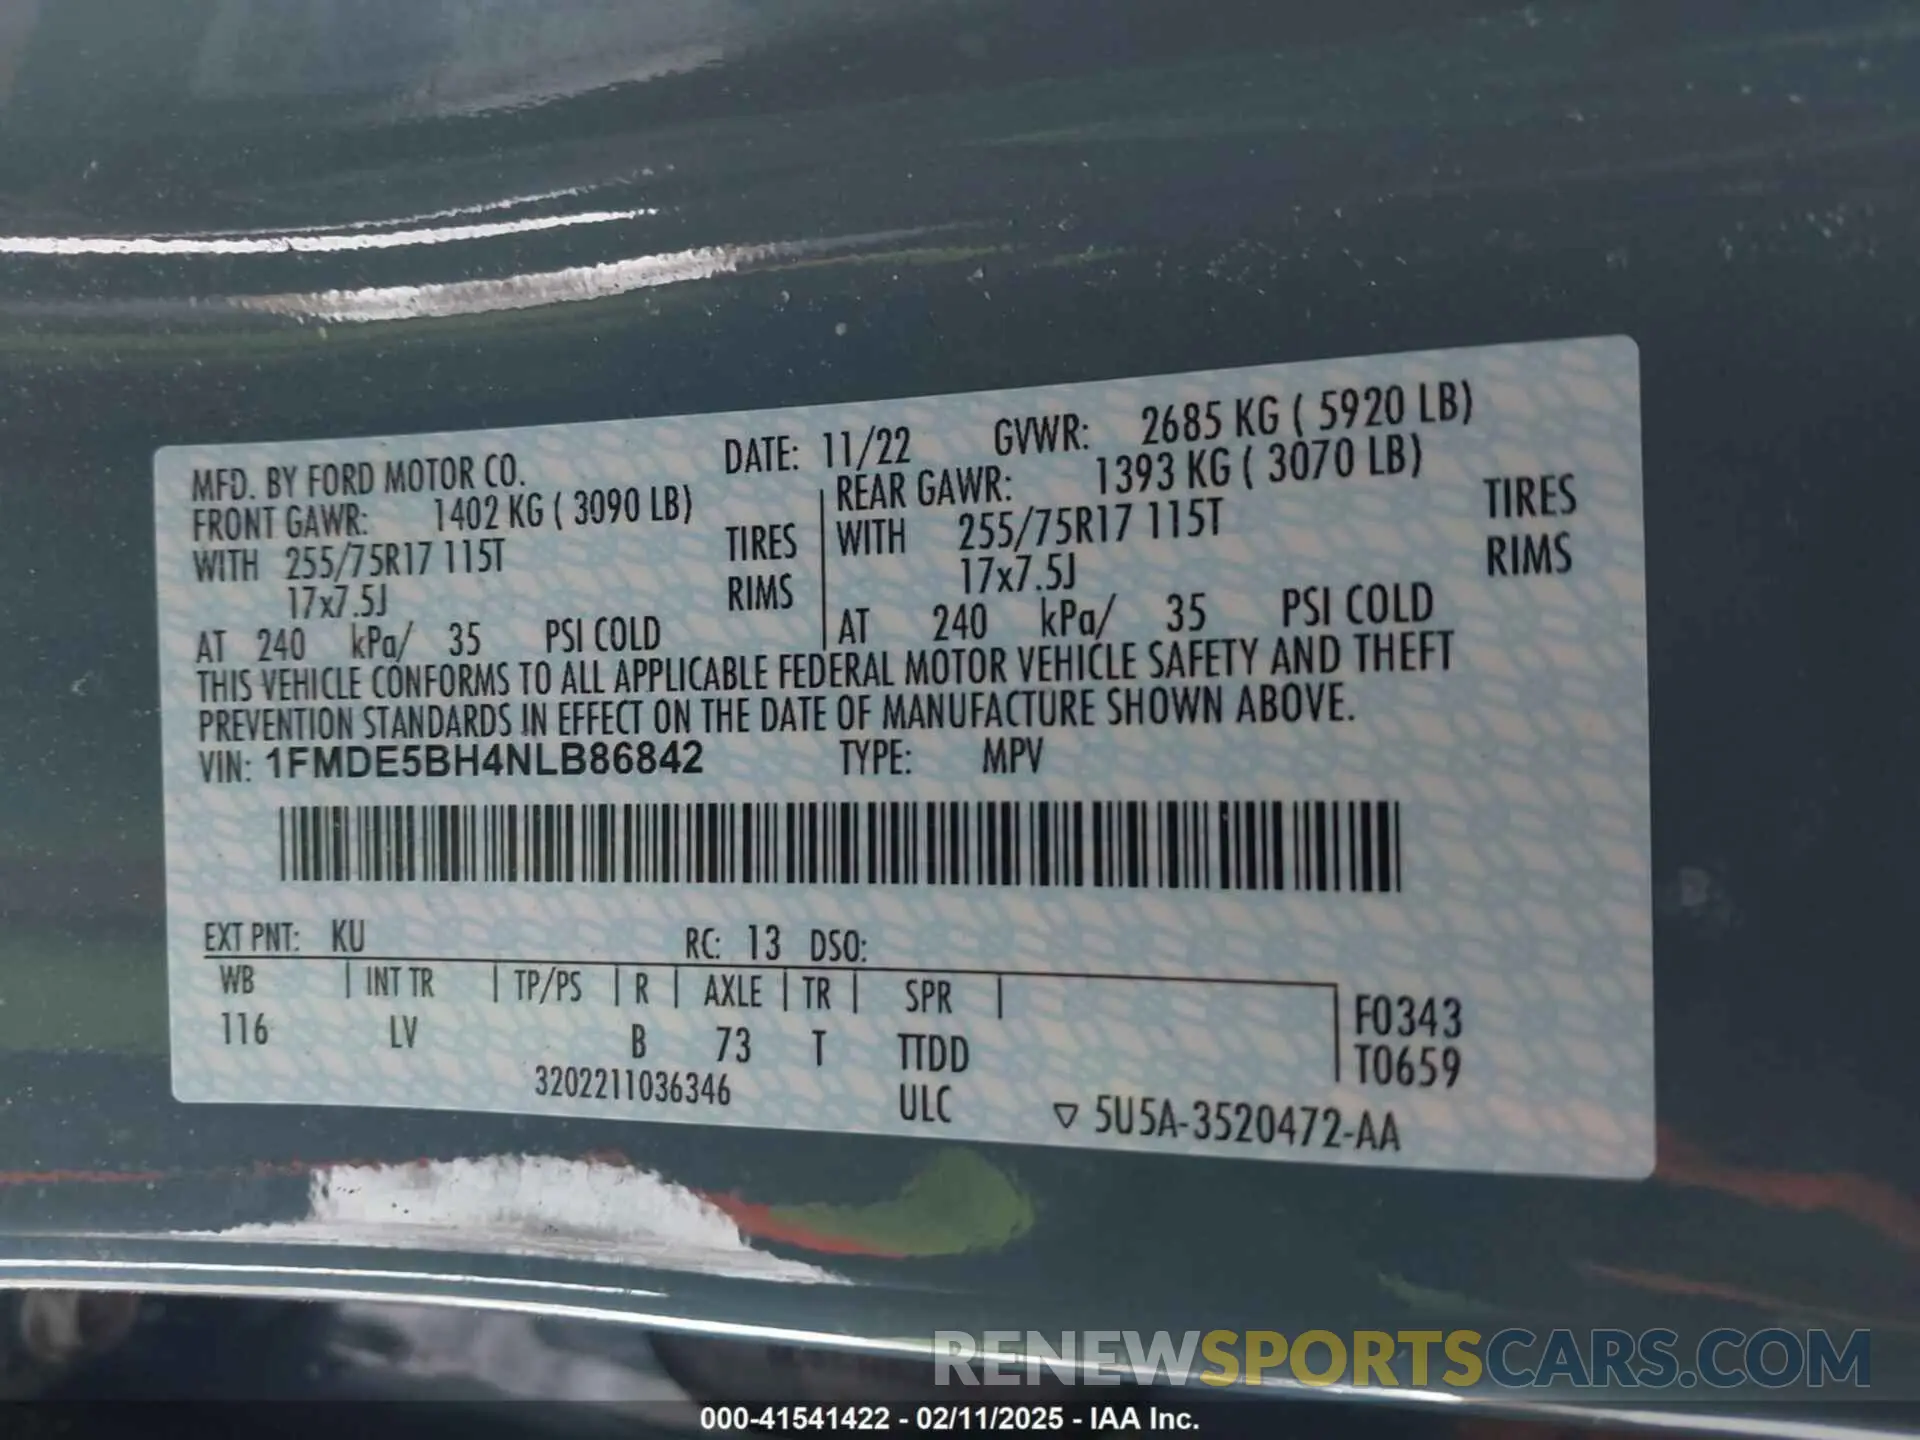 MFD. BY FORD MOTOR CO. DATE: 11/22 GVWR: 2685 KG ( 5920 LB)
FRONT GAWR: 1402 KG ( 3090 LB) REAR GAWR: 1393 KG ( 3070 LB)
WITH 255/75R17 115T TIRES WITH 255/75R17 115T TIRES
17x7.5J RIMS 17x7.5J RIMS
AT 240 kPa/ 35 PSI COLD AT 240 kPa/ 35 PSI COLD
THIS VEHICLE CONFORMS TO ALL APPLICABLE FEDERAL MOTOR VEHICLE SAFETY AND THEFT
PREVENTION STANDARDS IN EFFECT ON THE DATE OF MANUFACTURE SHOWN ABOVE.
VIN: 1FMDE5BH4NLB86842 TYPE: MPV
EXT PNT: KU RC: 13 DSO:
WB INT TR TP/PS R AXLE TR SPR F0343
116 LV B 73 T TTDD T0659
3202211036346 ULC ▽ 5U5A-3520472-AA
RENEWSPORTSCARS.COM
000-41541422 - 02/11/2025 - IAA Inc.